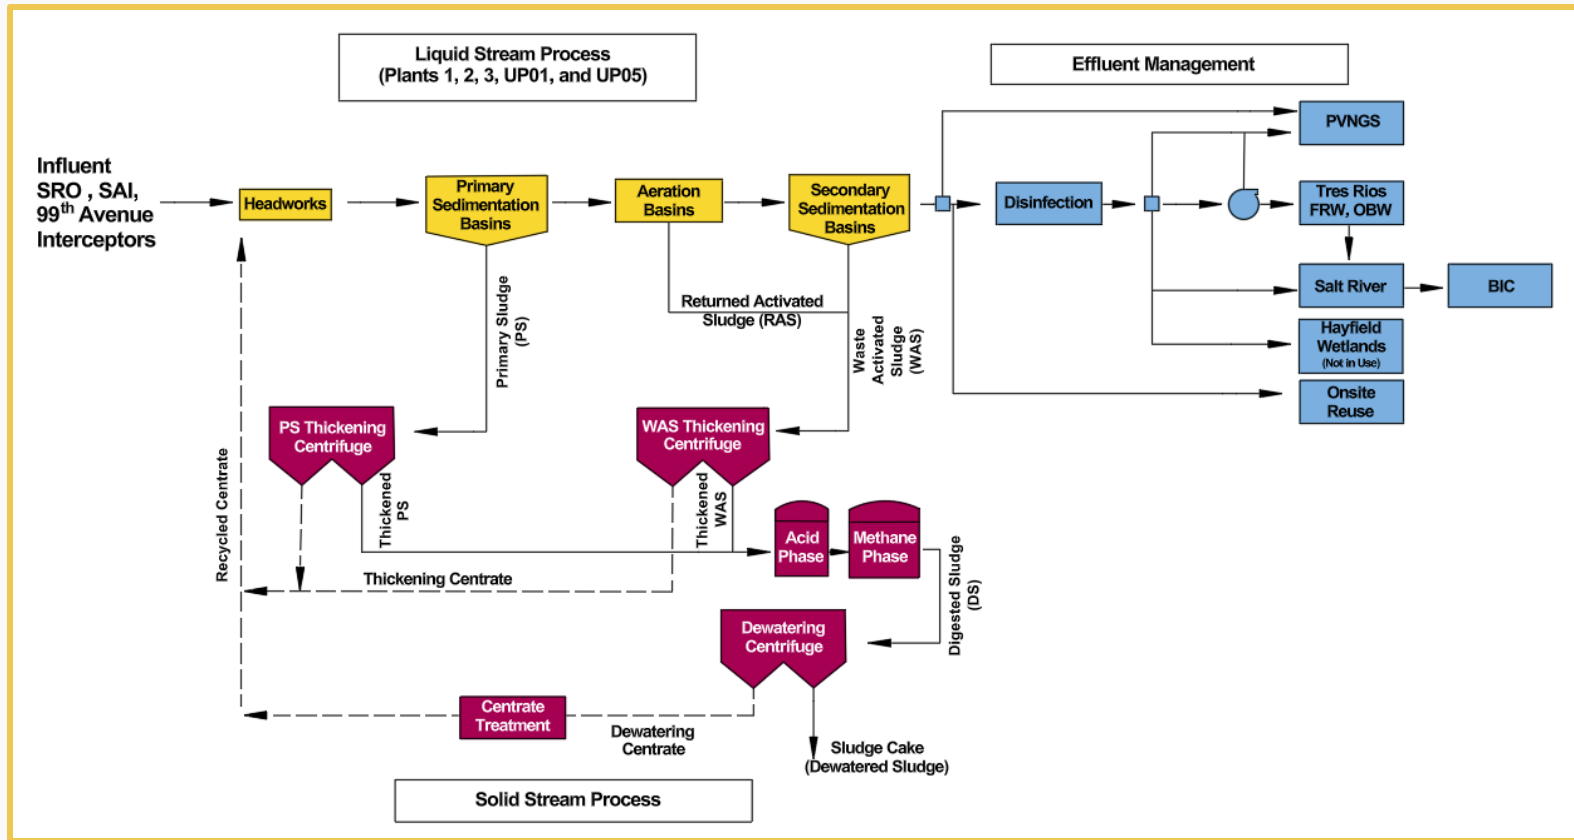 Liquid Stream Process
(Plants 1, 2, 3, UP01, and UP05)
Effluent Management
Influent
SRO , SAI,
99th Avenue
Interceptors
Headworks
Primary
Sedimentation
Basins
Aeration
Basins
Secondary
Sedimentation
Basins
Disinfection
PVNGS
Tres Rios
FRW, OBW
Salt River
BIC
Hayfield
Wetlands
(Not in Use)
Onsite
Reuse
Primary Sludge
(PS)
Returned Activated
Sludge (RAS)
Waste
Activated
Sludge
(WAS)
PS Thickening
Centrifuge
WAS Thickening
Centrifuge
Thickened
PS
Thickened
WAS
Acid
Phase
Methane
Phase
Recycled Centrate
Thickening Centrate
Digested Sludge
(DS)
Dewatering
Centrifuge
Centrate
Treatment
Dewatering
Centrate
Sludge Cake
(Dewatered Sludge)
Solid Stream Process